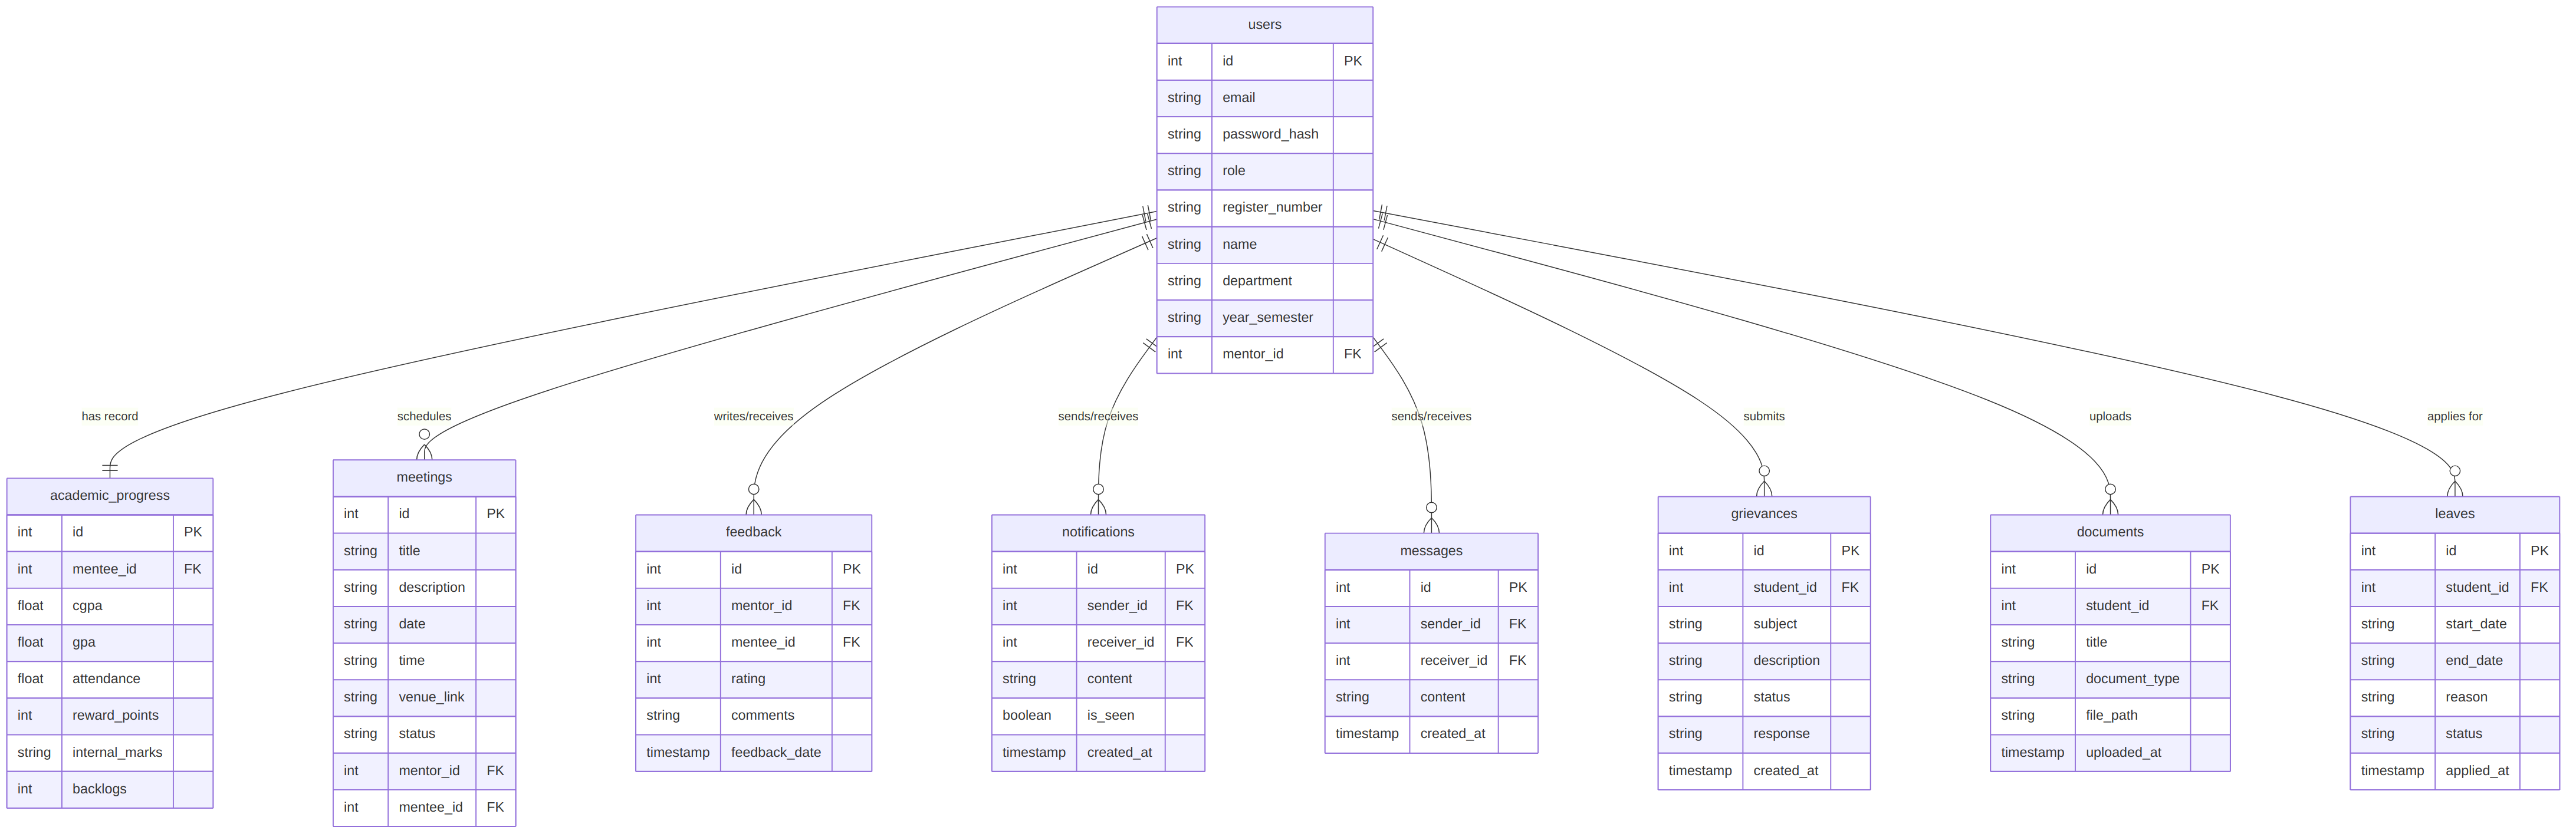 users
int id PK
string email
string password_hash
string role
string register_number
string name
string department
string year_semester
int mentor_id FK
has record
schedules
writes/receives
sends/receives
sends/receives
submits
uploads
applies for
academic_progress
int id PK
int mentee_id FK
float cgpa
float gpa
float attendance
int reward_points
string internal_marks
int backlogs
meetings
int id PK
string title
string description
string date
string time
string venue_link
string status
int mentor_id FK
int mentee_id FK
feedback
int id PK
int mentor_id FK
int mentee_id FK
int rating
string comments
timestamp feedback_date
notifications
int id PK
int sender_id FK
int receiver_id FK
string content
boolean is_seen
timestamp created_at
messages
int id PK
int sender_id FK
int receiver_id FK
string content
timestamp created_at
grievances
int id PK
int student_id FK
string subject
string description
string status
string response
timestamp created_at
documents
int id PK
int student_id FK
string title
string document_type
string file_path
timestamp uploaded_at
leaves
int id PK
int student_id FK
string start_date
string end_date
string reason
string status
timestamp applied_at